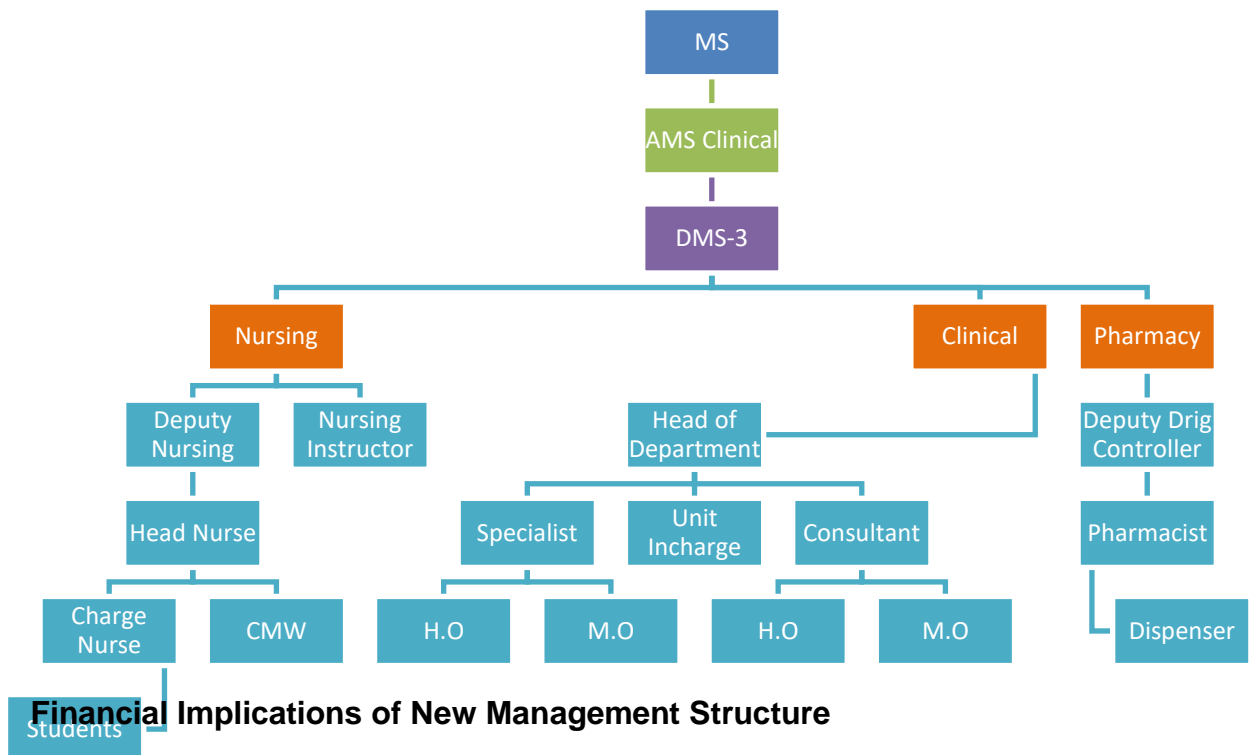 MS
AMS Clinical
DMS-3
Nursing
Clinical
Pharmacy
Deputy
Nursing
Nursing
Instructor
Head of
Department
Deputy Drig
Controller
Head Nurse
Specialist
Unit
Incharge
Consultant
Pharmacist
Charge
Nurse
CMW
H.O
M.O
H.O
M.O
Dispenser
Students
Financial Implications of New Management Structure